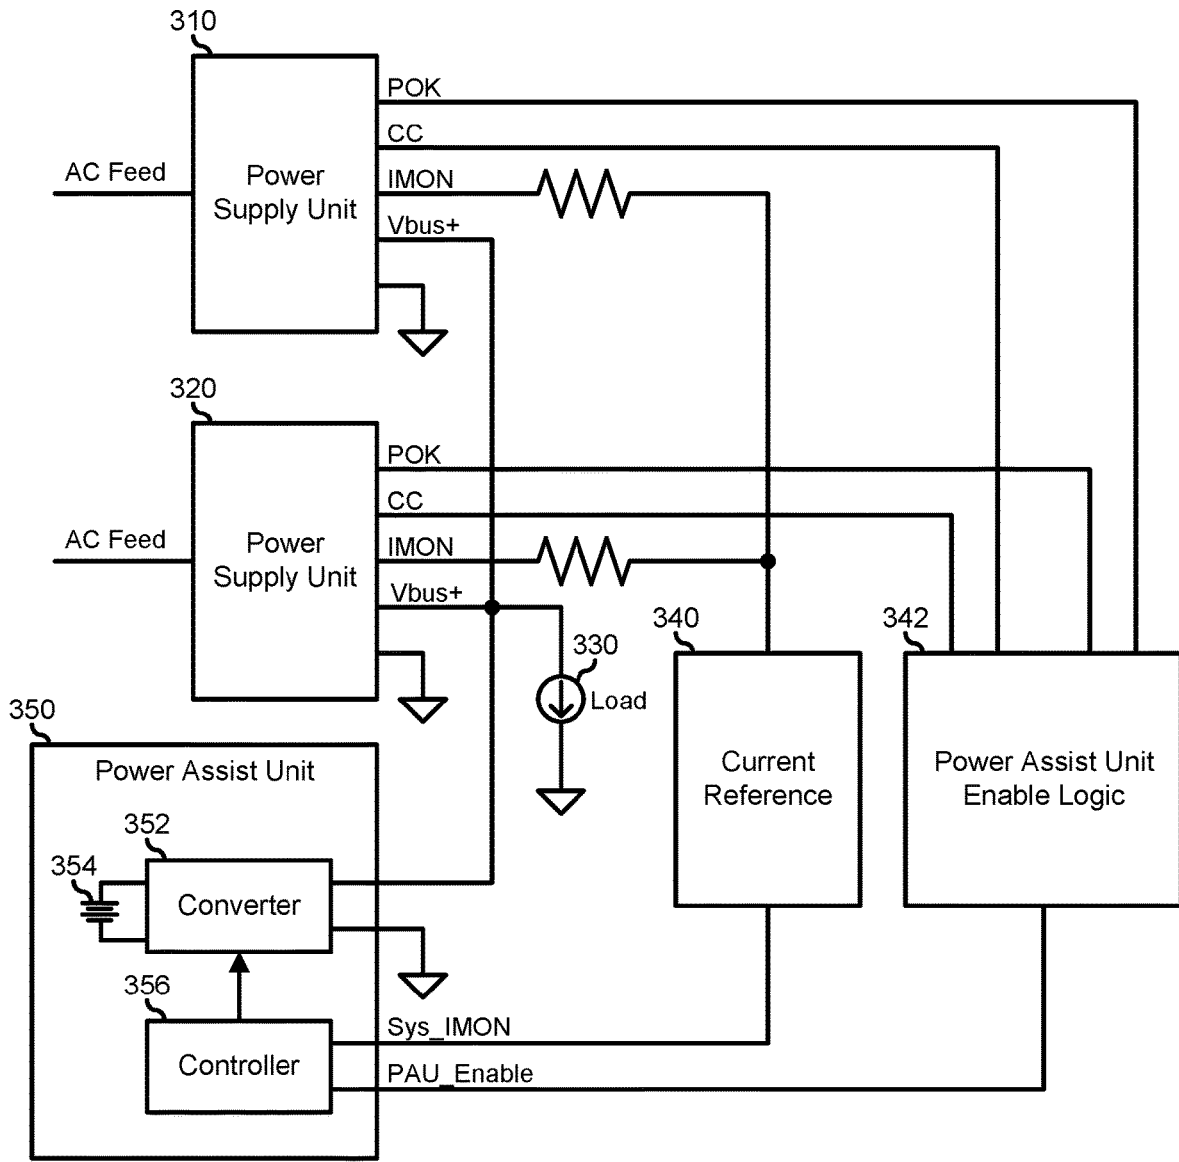 310
POK
CC
AC Feed
IMON
Power
Supply Unit
Vbus+
320
POK
CC
AC Feed
IMON
Power
Supply Unit
Vbus+
330
340
342
Load
350
Power Assist Unit
Current
Reference
Power Assist Unit
Enable Logic
352
354
Converter
356
Sys_IMON
Controller
PAU_Enable